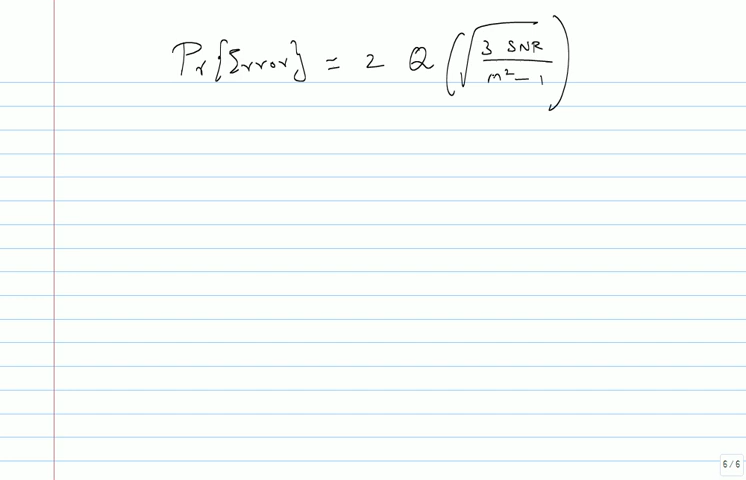 Pr{Error} = 2 Q(√(3 SNR / m² - 1))
6/6